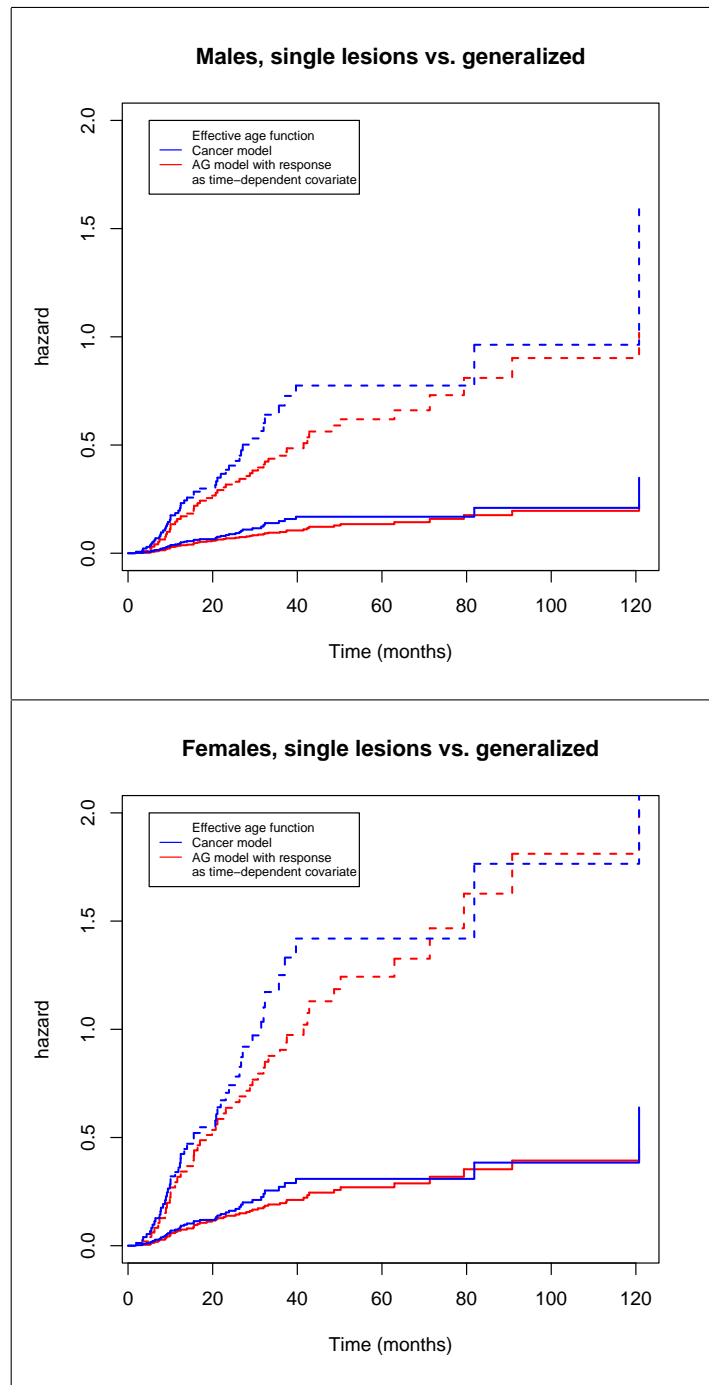 Males, single lesions vs. generalized
2.0
1.5
1.0
0.5
0.0
hazard
Effective age function
Cancer model
AG model with response
as time−dependent covariate
0 20 40 60 80 100 120
Time (months)
Females, single lesions vs. generalized
2.0
1.5
1.0
0.5
0.0
hazard
Effective age function
Cancer model
AG model with response
as time−dependent covariate
0 20 40 60 80 100 120
Time (months)